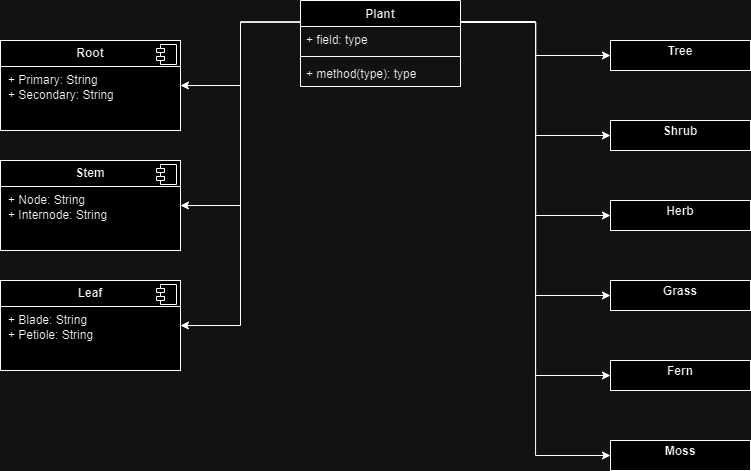 Plant
+ field: type
+ method(type): type
Root
+ Primary: String
+ Secondary: String
Stem
+ Node: String
+ Internode: String
Leaf
+ Blade: String
+ Petiole: String
Tree
Shrub
Herb
Grass
Fern
Moss